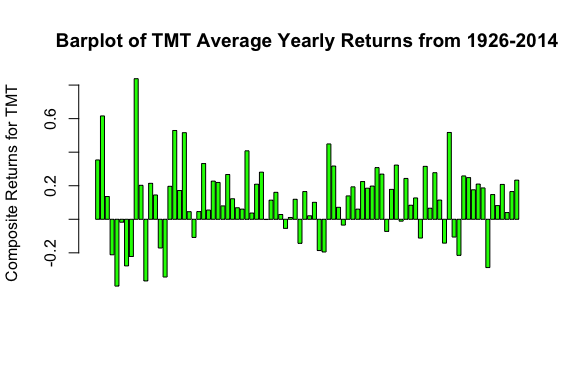 Barplot of TMT Average Yearly Returns from 1926-2014
Composite Returns for TMT
0.6
0.2
-0.2